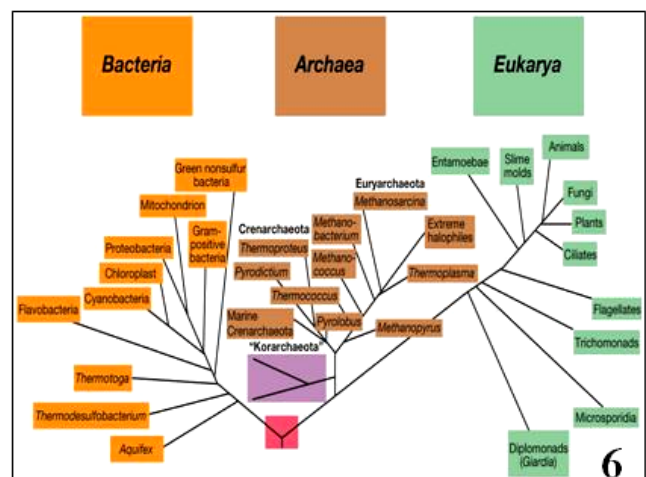 Bacteria
Archaea
Eukarya
Green nonsulfur
bacteria
Mitochondrion
Gram-
positive
bacteria
Proteobacteria
Chloroplast
Cyanobacteria
Flavobacteria
Thermotoga
Thermodesulfobacterium
Aquifex
Euryarchaeota
Methanosarcina
Crenarchaeota
Methano-
bacterium
Extreme
halophiles
Thermoproteus
Methano-
coccus
Pyrodictium
Thermoplasma
Thermococcus
Marine
Crenarchaeota
Pyrolobus
Methanopyrus
"Korarchaeota"
Entamoebae
Slime
molds
Animals
Fungi
Plants
Ciliates
Flagellates
Trichomonads
Microsporidia
Diplomonads
(Giardia)
6